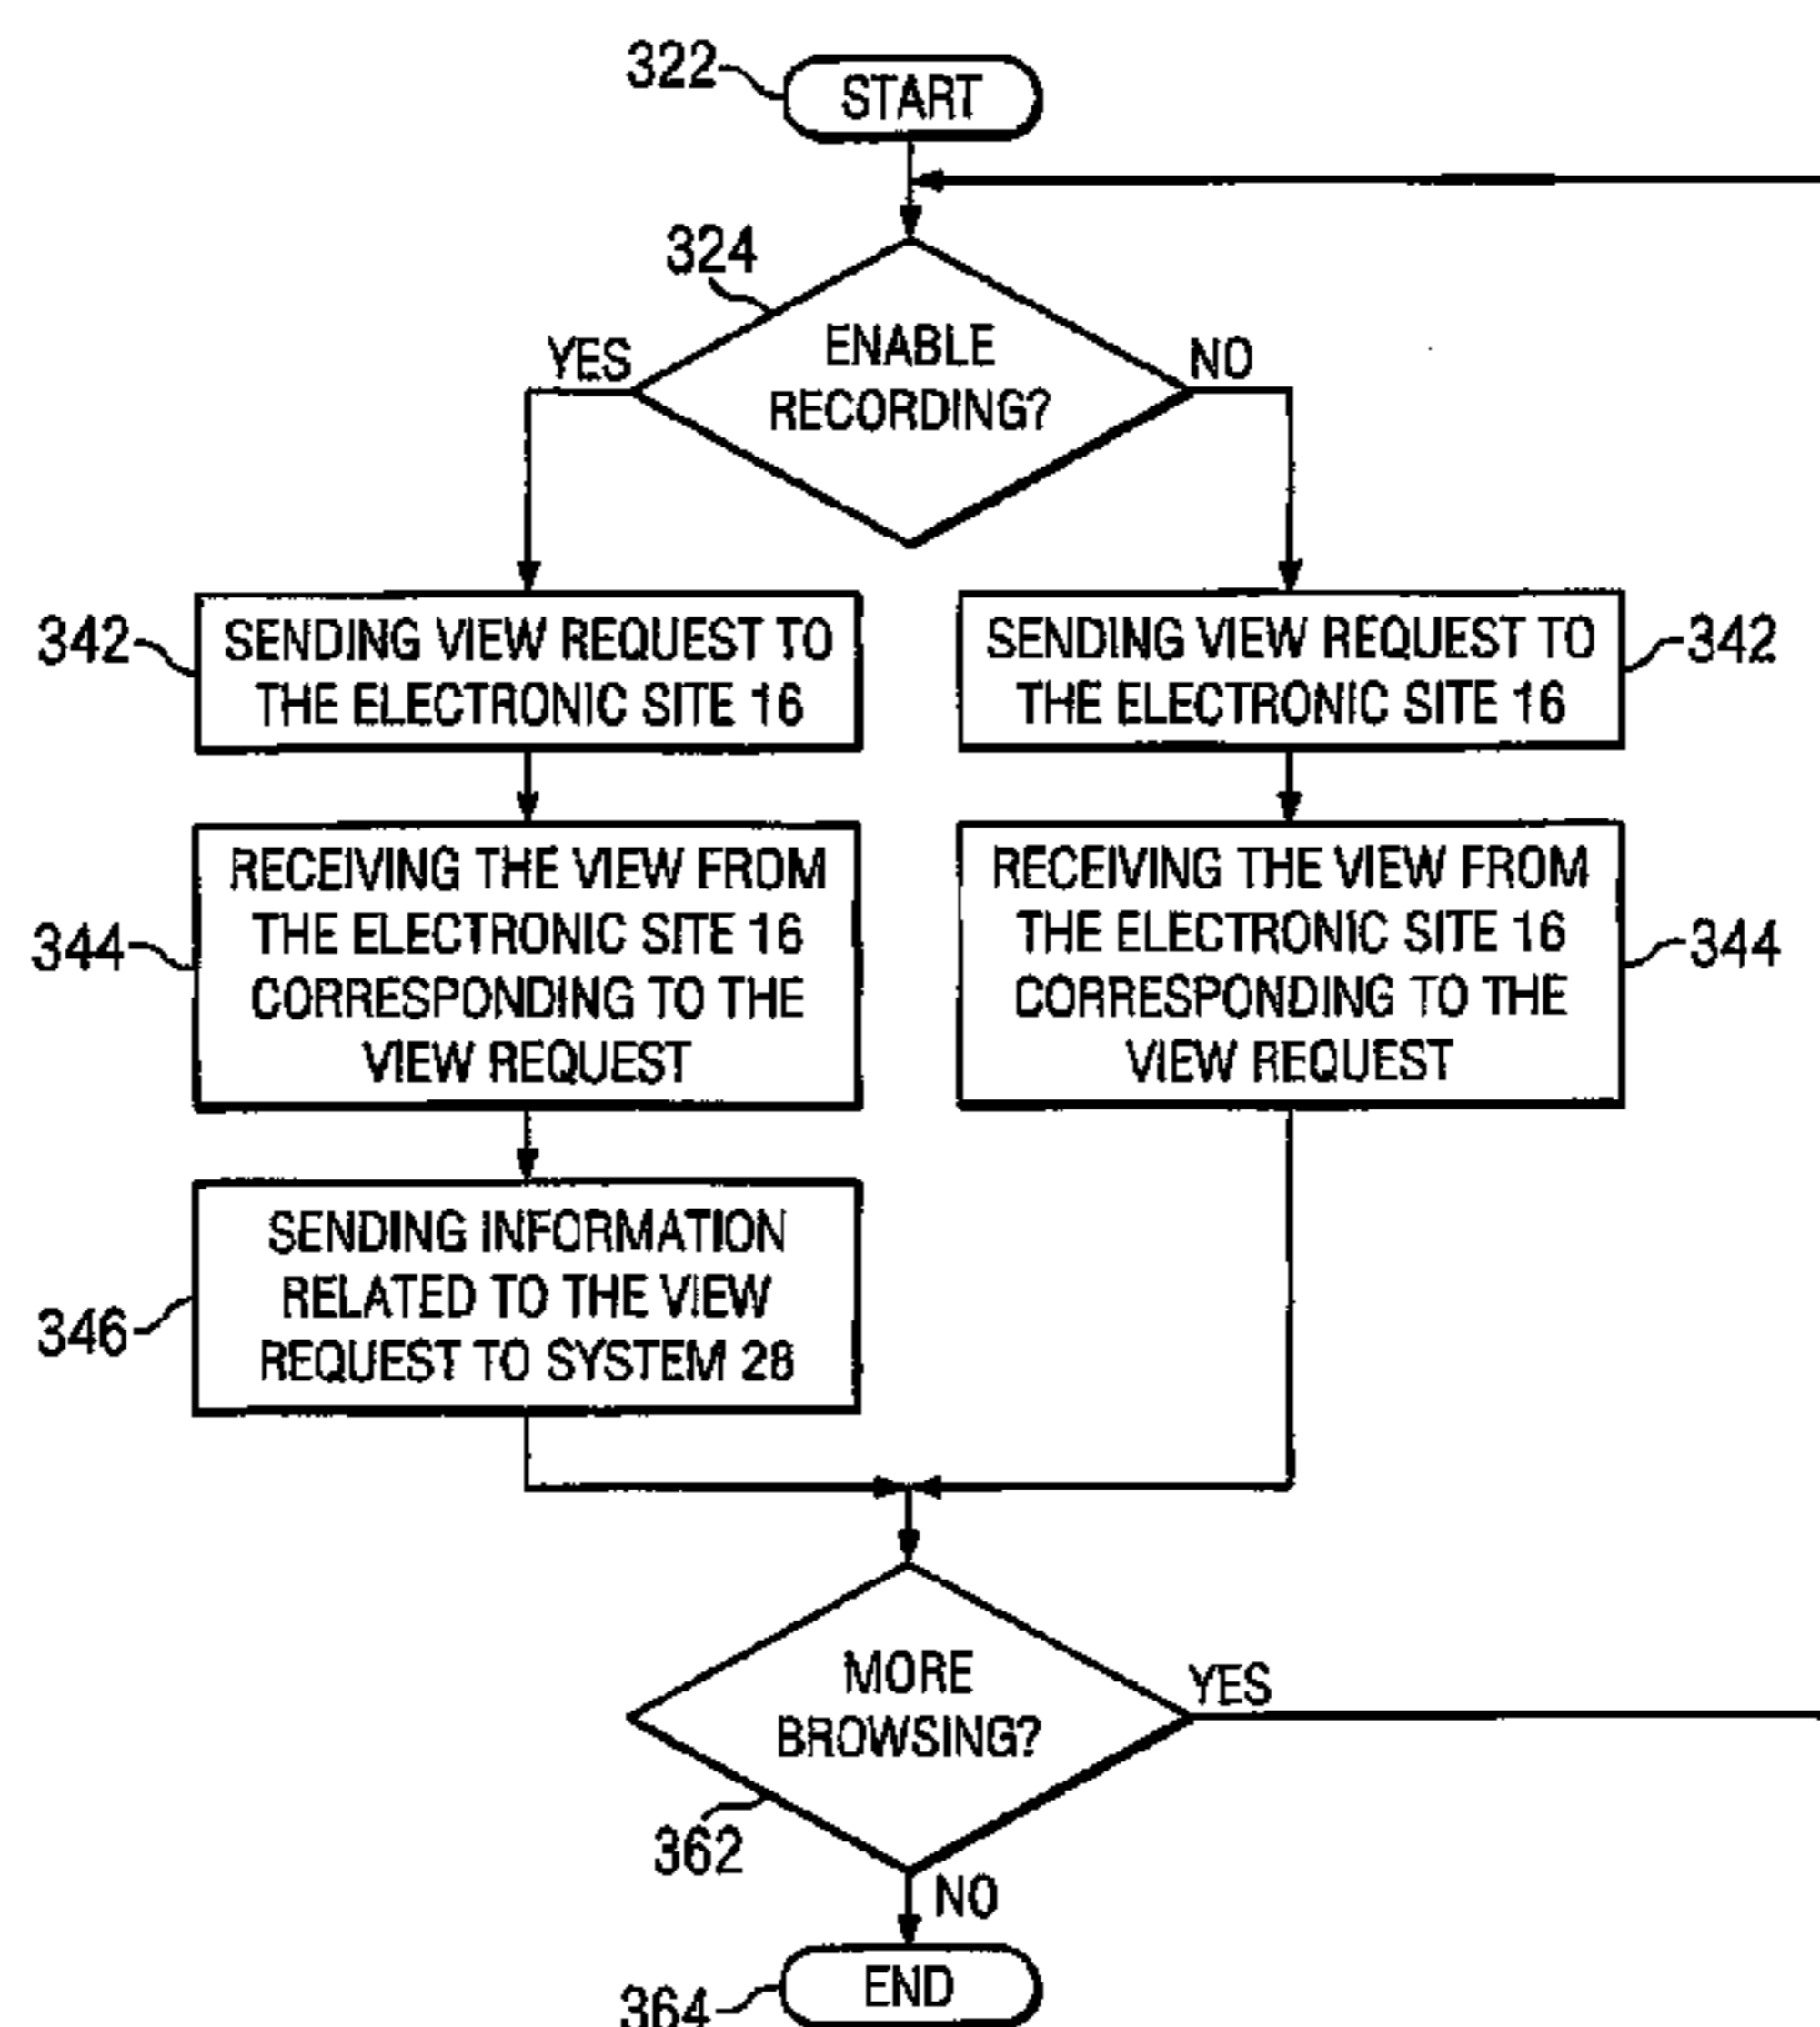 322
START
324
ENABLE
RECORDING?
YES
NO
342
SENDING VIEW REQUEST TO
THE ELECTRONIC SITE 16
SENDING VIEW REQUEST TO
THE ELECTRONIC SITE 16
342
344
RECEIVING THE VIEW FROM
THE ELECTRONIC SITE 16
CORRESPONDING TO THE
VIEW REQUEST
RECEIVING THE VIEW FROM
THE ELECTRONIC SITE 16
CORRESPONDING TO THE
VIEW REQUEST
344
346
SENDING INFORMATION
RELATED TO THE VIEW
REQUEST TO SYSTEM 28
MORE
BROWSING?
YES
362
NO
END
364